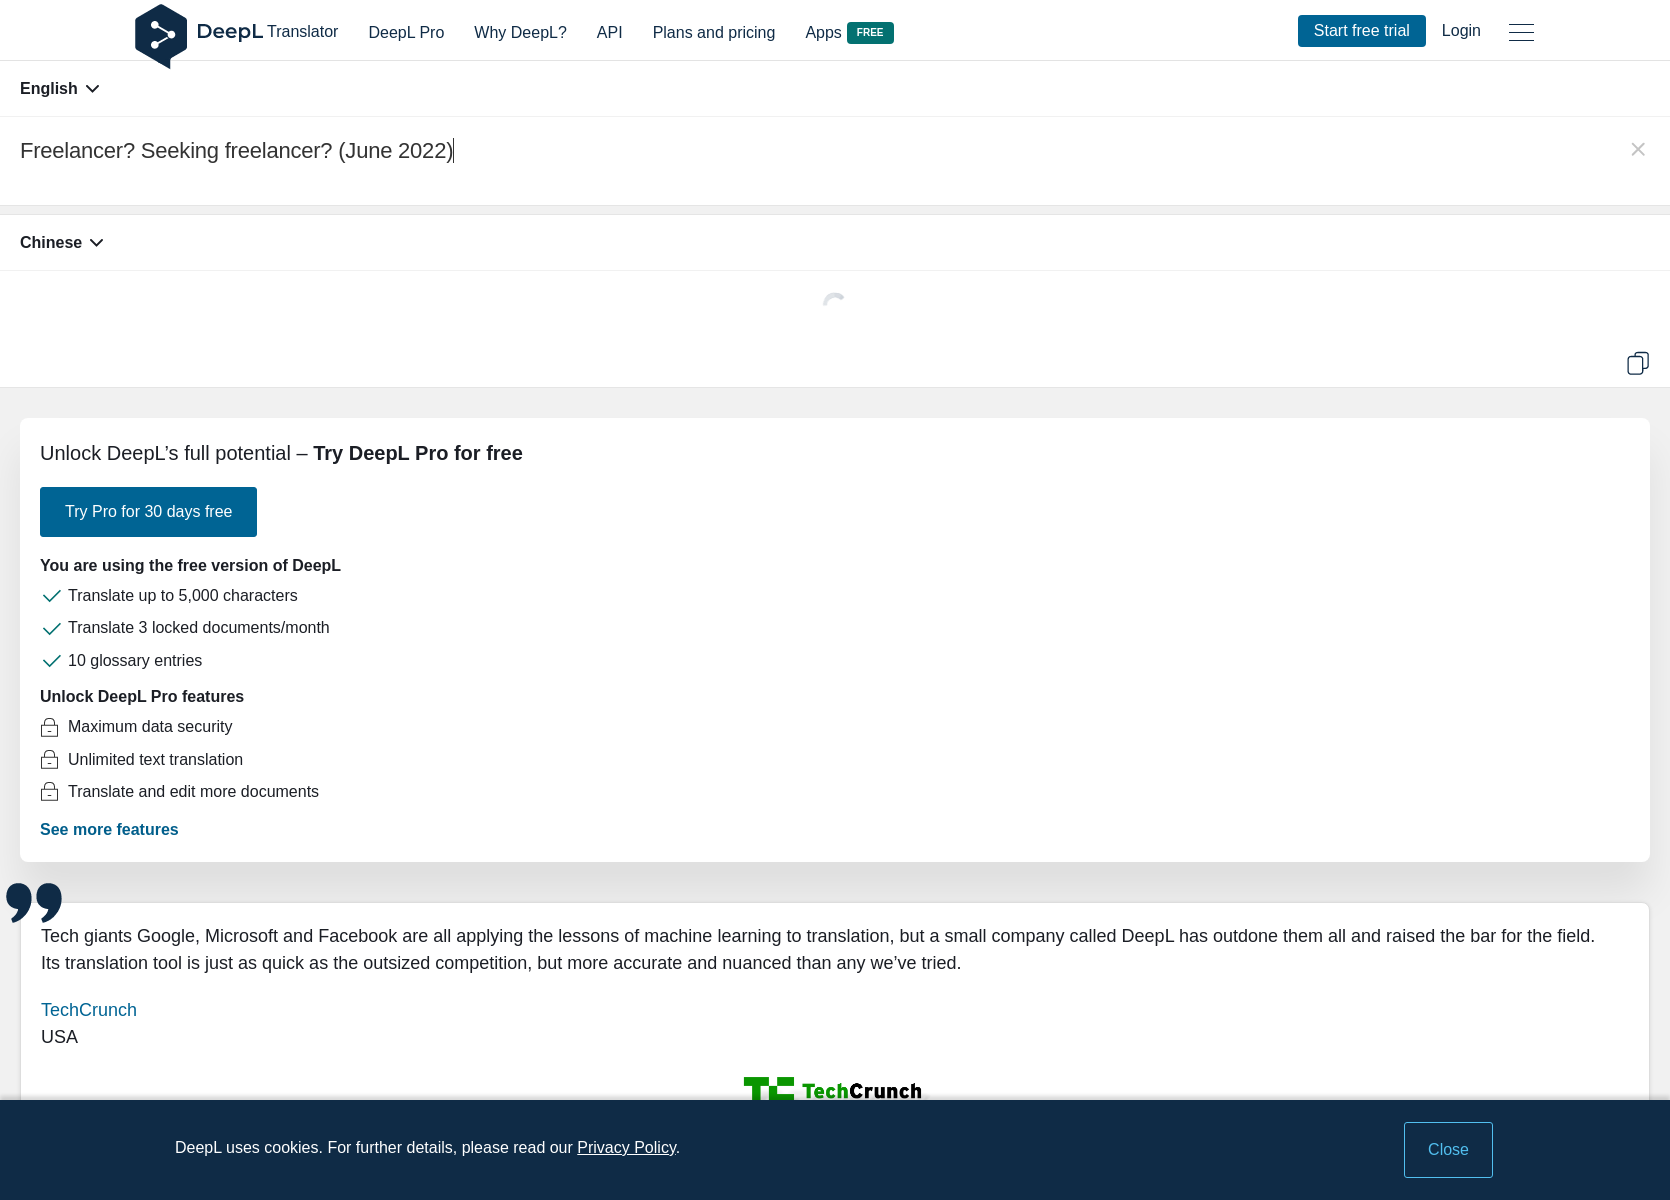 DeepL Translator
DeepL Pro
Why DeepL?
API
Plans and pricing
Apps FREE
Start free trial
Login
English
Freelancer? Seeking freelancer? (June 2022)
Chinese
Unlock DeepL’s full potential – Try DeepL Pro for free
Try Pro for 30 days free
You are using the free version of DeepL
Translate up to 5,000 characters
Translate 3 locked documents/month
10 glossary entries
Unlock DeepL Pro features
Maximum data security
Unlimited text translation
Translate and edit more documents
See more features
Tech giants Google, Microsoft and Facebook are all applying the lessons of machine learning to translation, but a small company called DeepL has outdone them all and raised the bar for the field.
Its translation tool is just as quick as the outsized competition, but more accurate and nuanced than any we’ve tried.
TechCrunch
USA
TechCrunch
DeepL uses cookies. For further details, please read our Privacy Policy.
Close